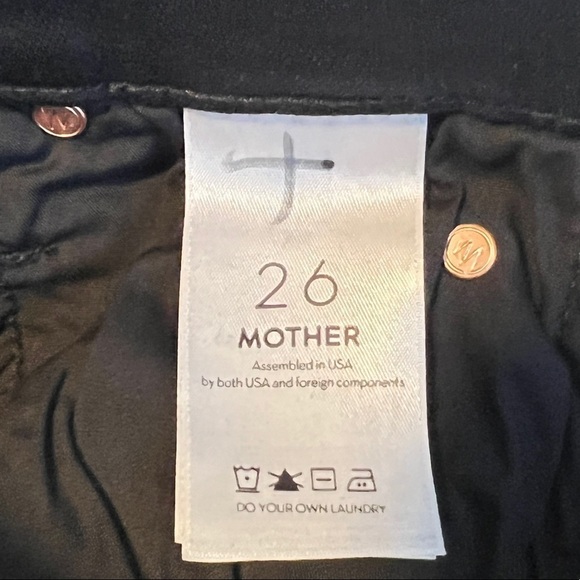 26
MOTHER
Assembled in USA
by both USA and foreign components
DO YOUR OWN LAUNDRY